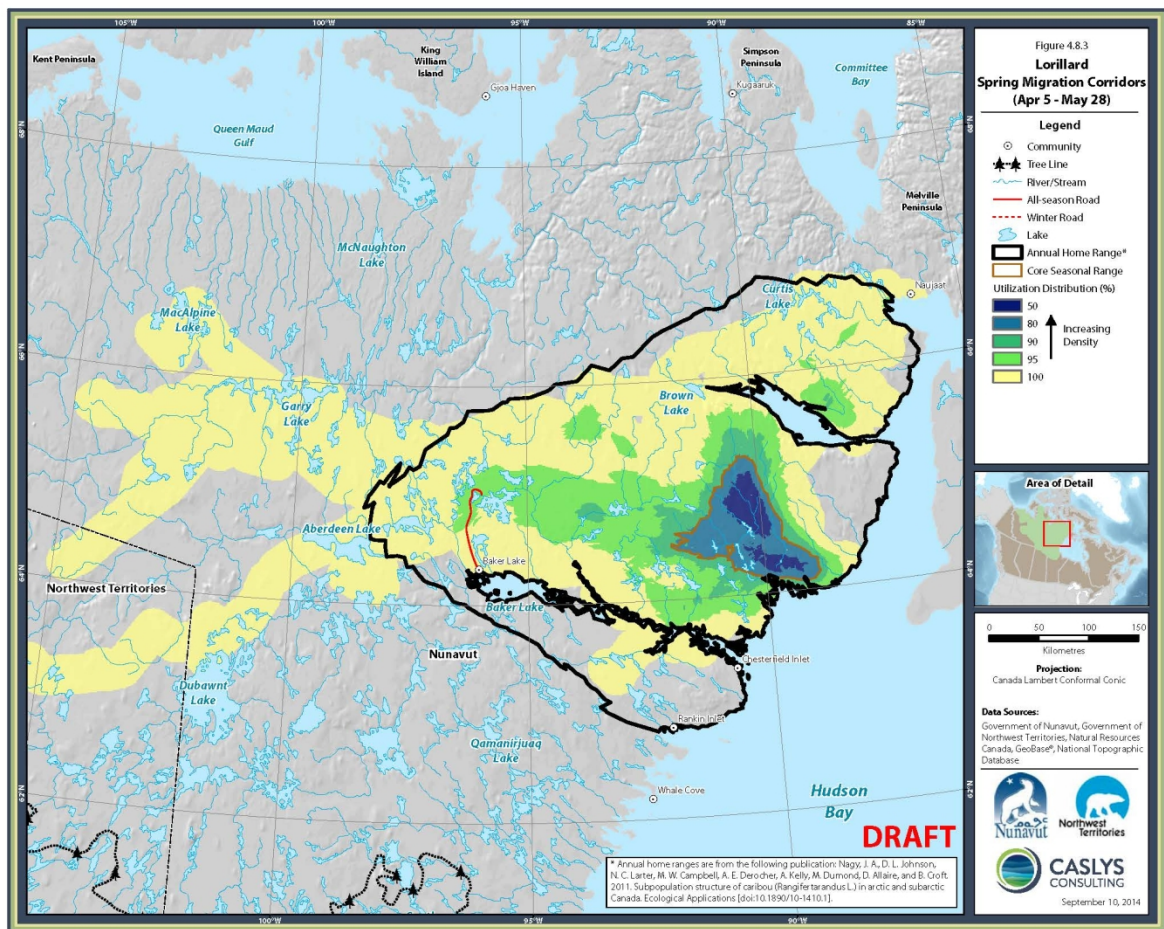 105°W
100°W
95°W
90°W
85°W
Kent Peninsula
King
William
Island
Gjoa Haven
Simpson
Peninsula
Kugaaruk
Committee
Bay
Queen Maud
Gulf
68°N
68°N
Melville
Peninsula
McNaughton
Lake
Curtis
Lake
Naujaat
MacAlpine
Lake
66°N
66°N
Garry
Lake
Brown
Lake
Aberdeen Lake
64°N
64°N
Baker Lake
Northwest Territories
Baker Lake
Nunavut
Chesterfield Inlet
Dubawnt
Lake
Rankin Inlet
Qamanirjuaq
Lake
62°N
62°N
Whale Cove
Hudson
Bay
DRAFT
* Annual home ranges are from the following publication: Nagy, J. A., D. L. Johnson,
N. C. Larter, M. W. Campbell, A. E. Derocher, A. Kelly, M. Dumond, D. Allaire, and B. Croft.
2011. Subpopulation structure of caribou (Rangifer tarandus L.) in arctic and subarctic
Canada. Ecological Applications [doi:10.1890/10-1410.1].
100°W
95°W
90°W
Figure 4.8.3
Lorillard
Spring Migration Corridors
(Apr 5 - May 28)
Legend
Community
Tree Line
River/Stream
All-season Road
Winter Road
Lake
Annual Home Range*
Core Seasonal Range
Utilization Distribution (%)
50
80
90
95
100
Increasing
Density
Area of Detail
0 50 100 150
Kilometres
Projection:
Canada Lambert Conformal Conic
Data Sources:
Government of Nunavut, Government of
Northwest Territories, Natural Resources
Canada, GeoBase®, National Topographic
Database
Nunavut
Northwest
Territories
CASLYS
CONSULTING
September 10, 2014